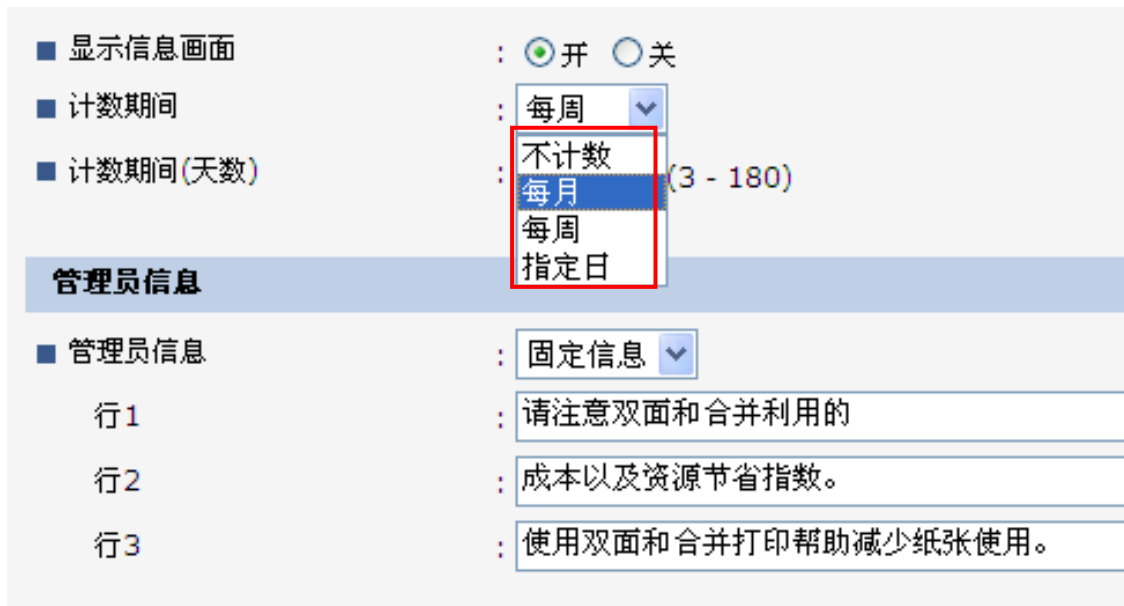 显示信息画面 : 开 关
计数期间 : 每周
不计数
计数期间(天数) : (3 - 180)
每月
每周
指定日
管理员信息
管理员信息 : 固定信息
行1 : 请注意双面和合并利用的
行2 : 成本以及资源节省指数。
行3 : 使用双面和合并打印帮助减少纸张使用。